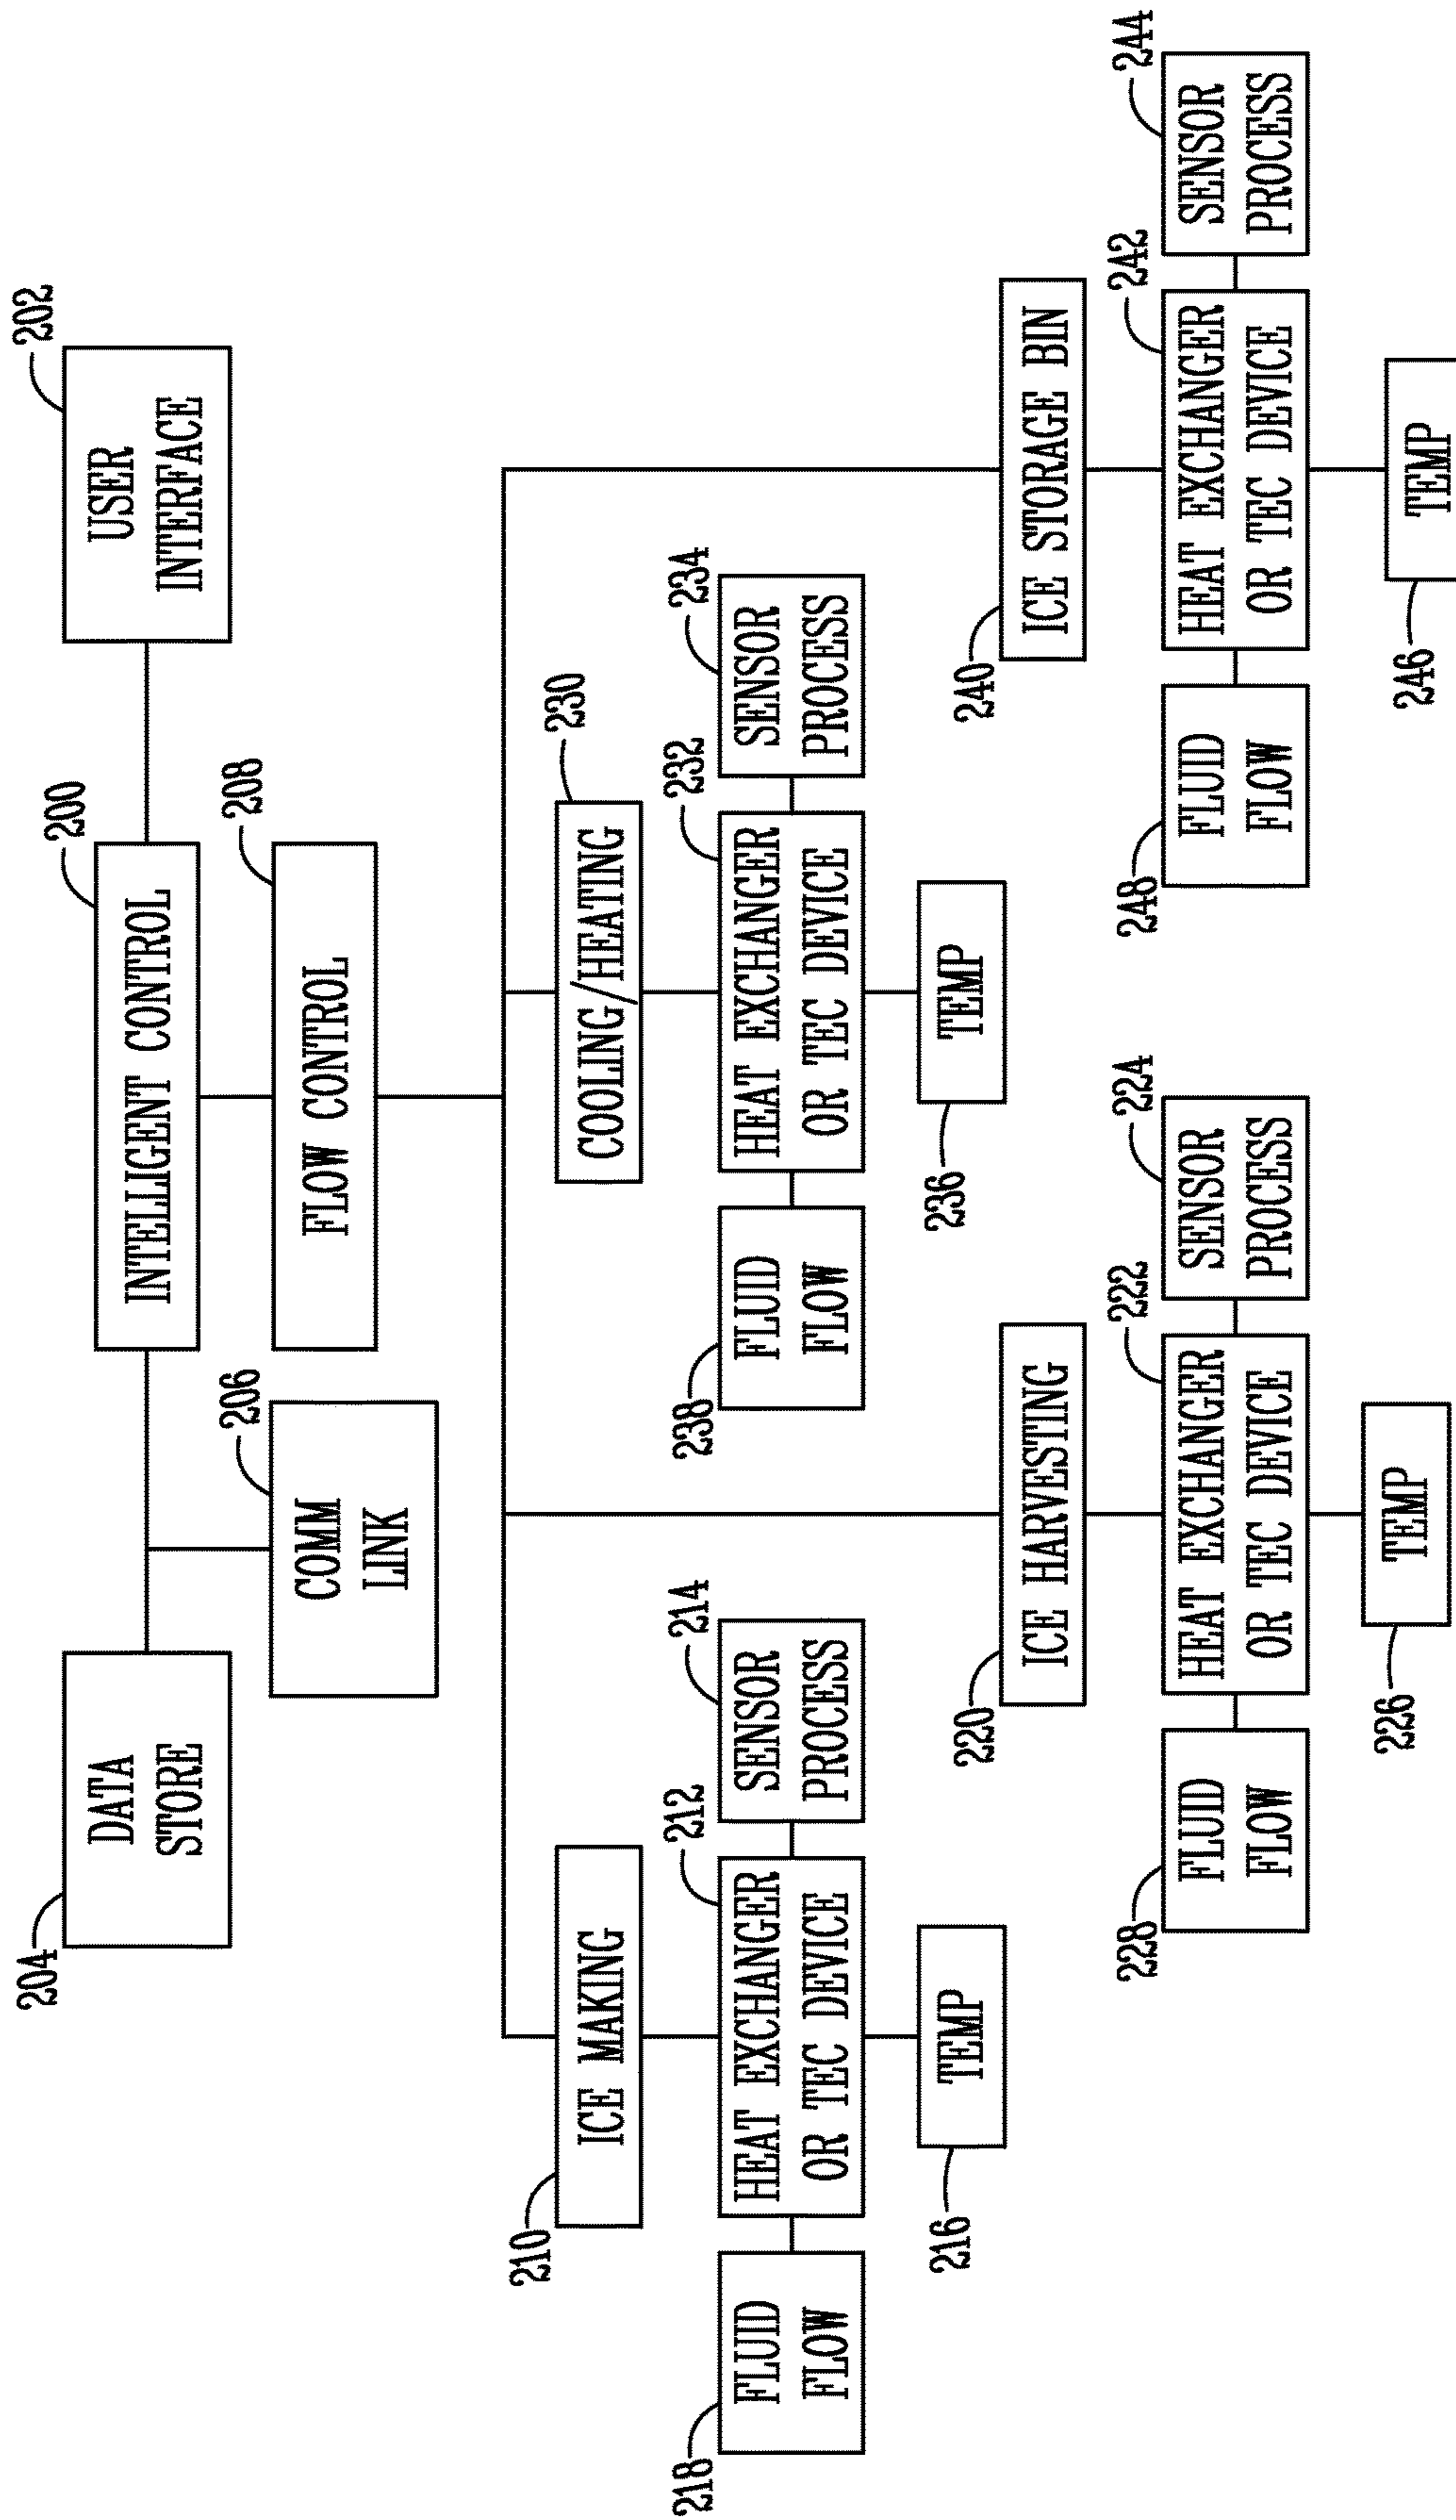 204
DATA
STORE
206
COMM
LINK
200
INTELLIGENT CONTROL
202
USER
INTERFACE
208
FLOW CONTROL
210
ICE MAKING
212
HEAT EXCHANGER
OR TEC DEVICE
214
SENSOR
PROCESS
218
FLUID
FLOW
216
TEMP
220
ICE HARVESTING
222
HEAT EXCHANGER
OR TEC DEVICE
224
SENSOR
PROCESS
228
FLUID
FLOW
226
TEMP
230
COOLING/HEATING
232
HEAT EXCHANGER
OR TEC DEVICE
234
SENSOR
PROCESS
238
FLUID
FLOW
236
TEMP
240
ICE STORAGE BIN
242
HEAT EXCHANGER
OR TEC DEVICE
244
SENSOR
PROCESS
248
FLUID
FLOW
246
TEMP